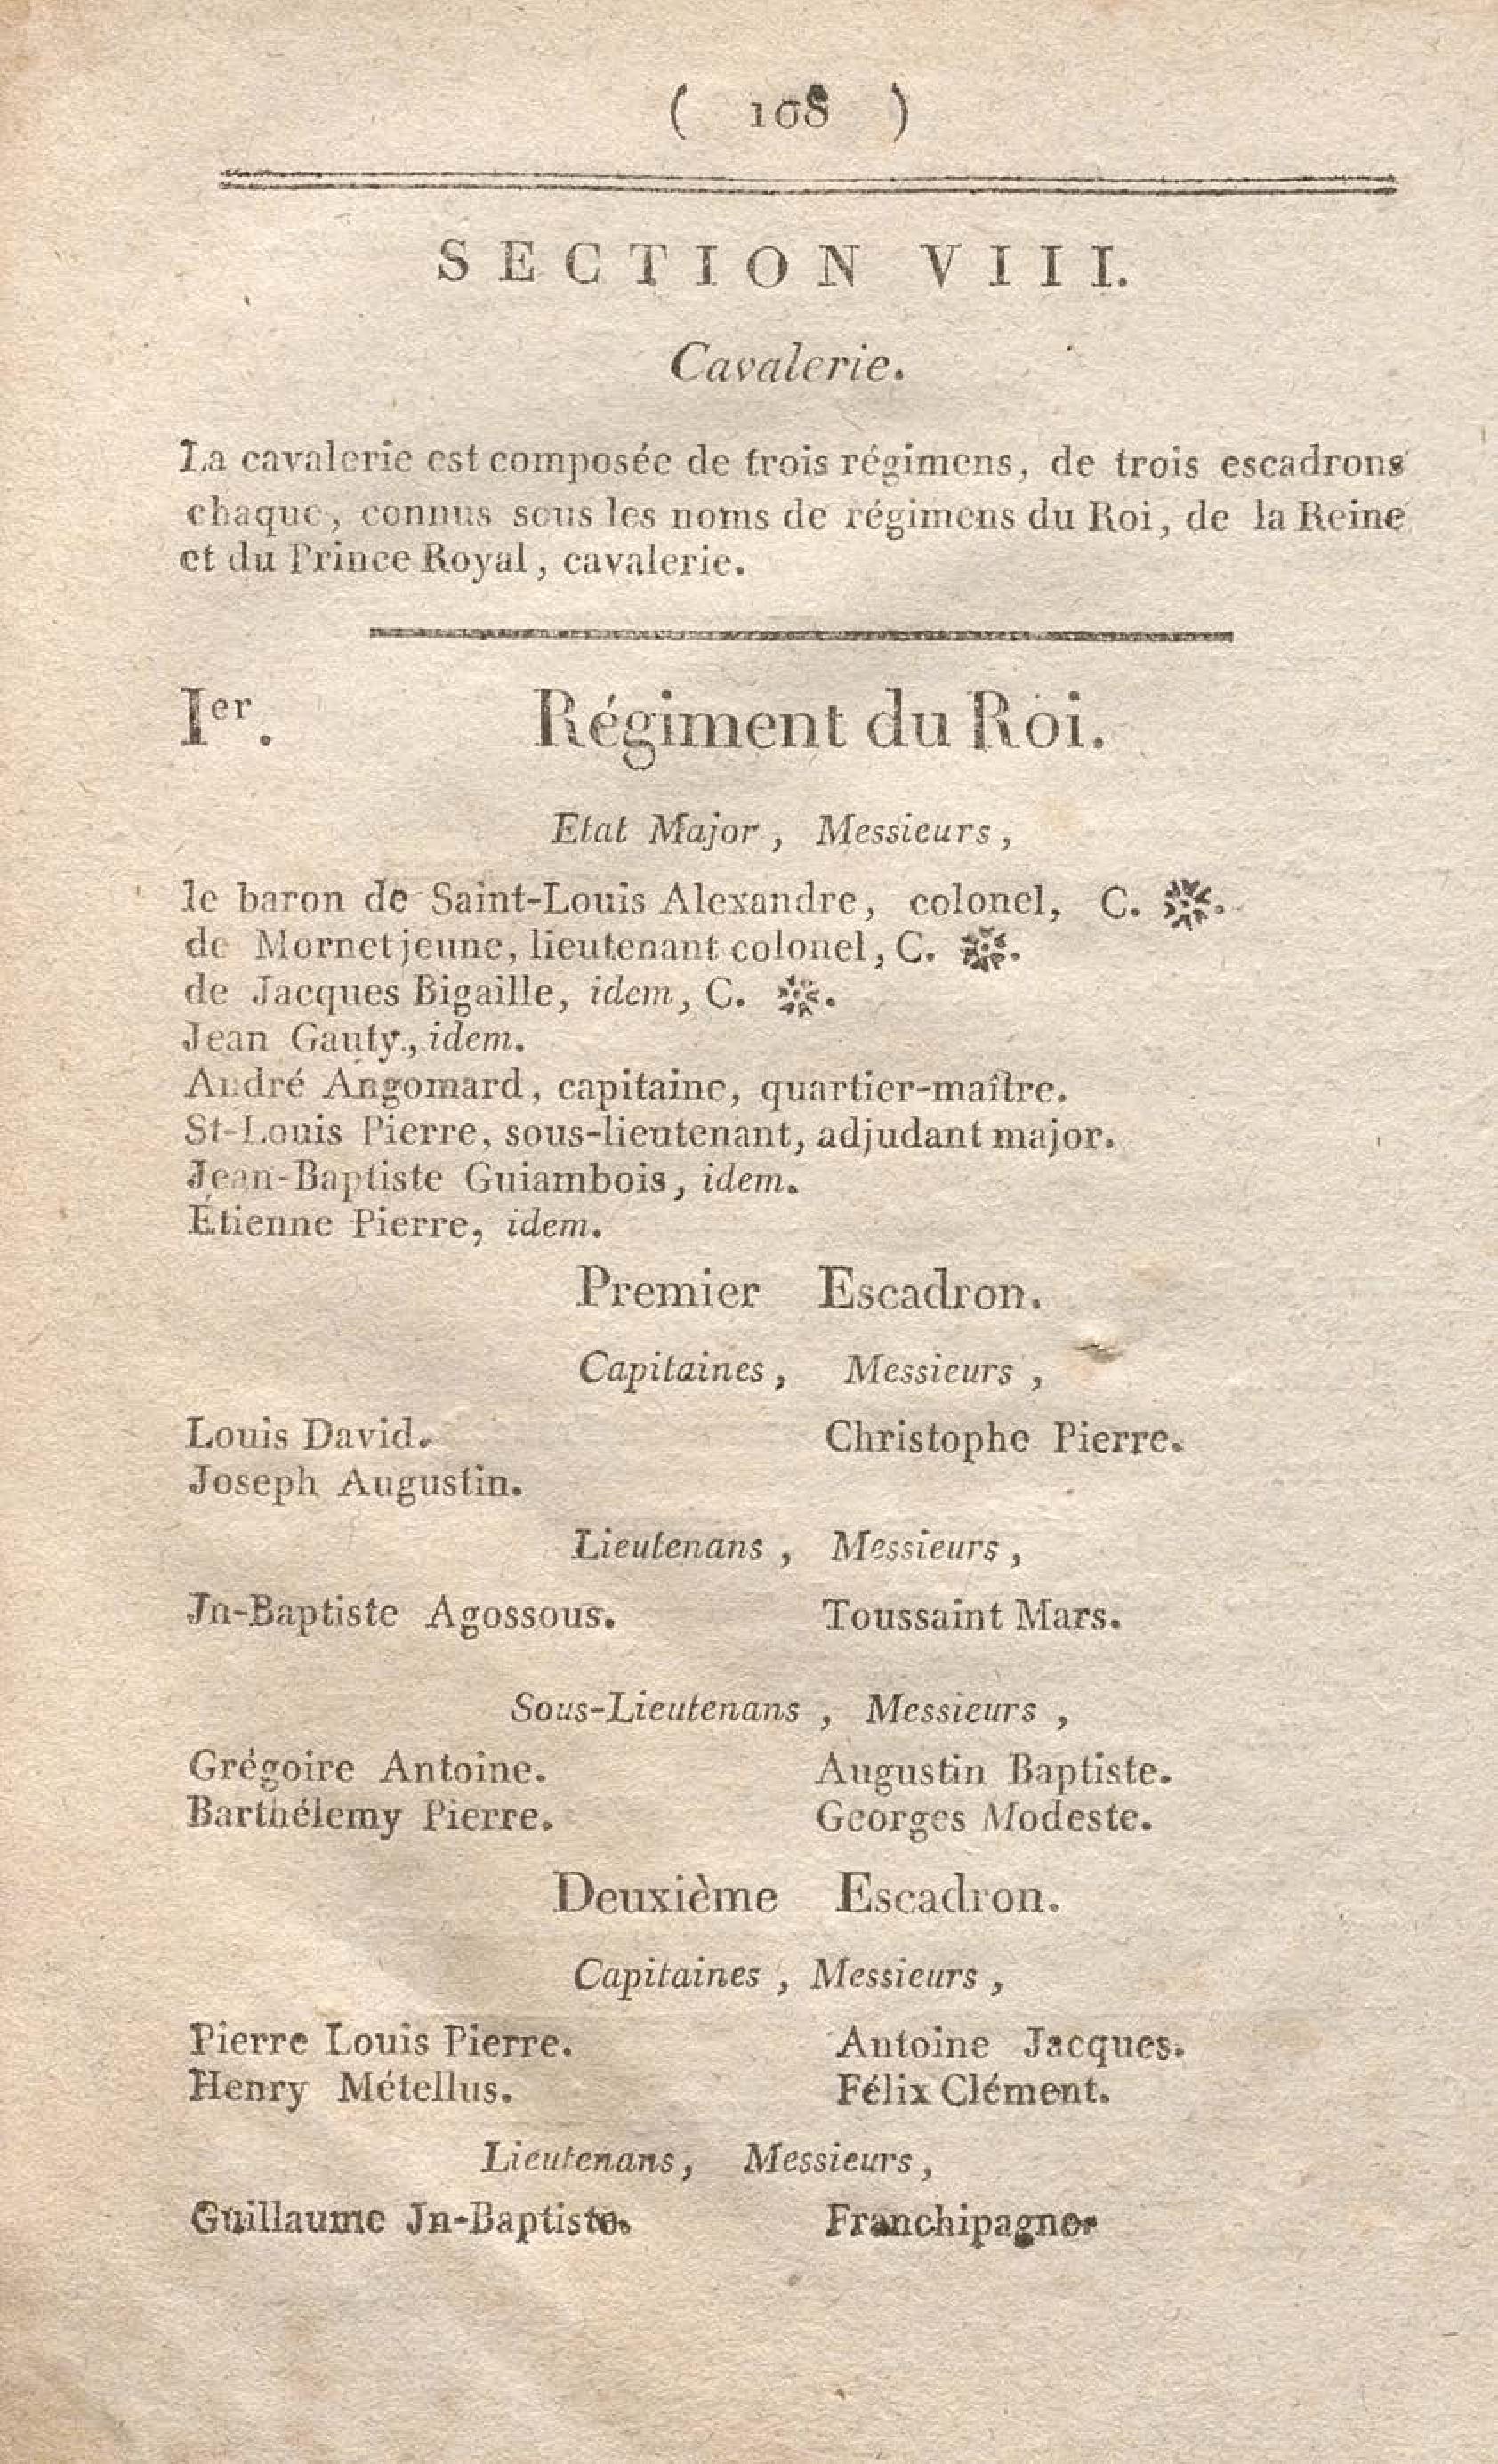 ( 108 )
SECTION VIII.
Cavalerie.
La cavalerie est composée de trois régimens, de trois escadrons
chaque, connus sous les noms de régimens du Roi, de la Reine
et du Prince Royal, cavalerie.
Ier. Régiment du Roi.
Etat Major, Messieurs,
le baron de Saint-Louis Alexandre, colonel, C. ※.
de Mornet jeune, lieutenant colonel, C. ※.
de Jacques Bigaille, idem, C. ※.
Jean Gauty, idem.
André Angomard, capitaine, quartier-maître.
St-Louis Pierre, sous-lieutenant, adjudant major.
Jean-Baptiste Guiambois, idem.
Étienne Pierre, idem.
Premier Escadron.
Capitaines, Messieurs,
Louis David. Christophe Pierre.
Joseph Augustin.
Lieutenans, Messieurs,
Jn-Baptiste Agossous. Toussaint Mars.
Sous-Lieutenans, Messieurs,
Grégoire Antoine. Augustin Baptiste.
Barthélemy Pierre. Georges Modeste.
Deuxième Escadron.
Capitaines, Messieurs,
Pierre Louis Pierre. Antoine Jacques.
Henry Métellus. Félix Clément.
Lieutenans, Messieurs,
Guillaume Jn-Baptiste. Franchipagne.